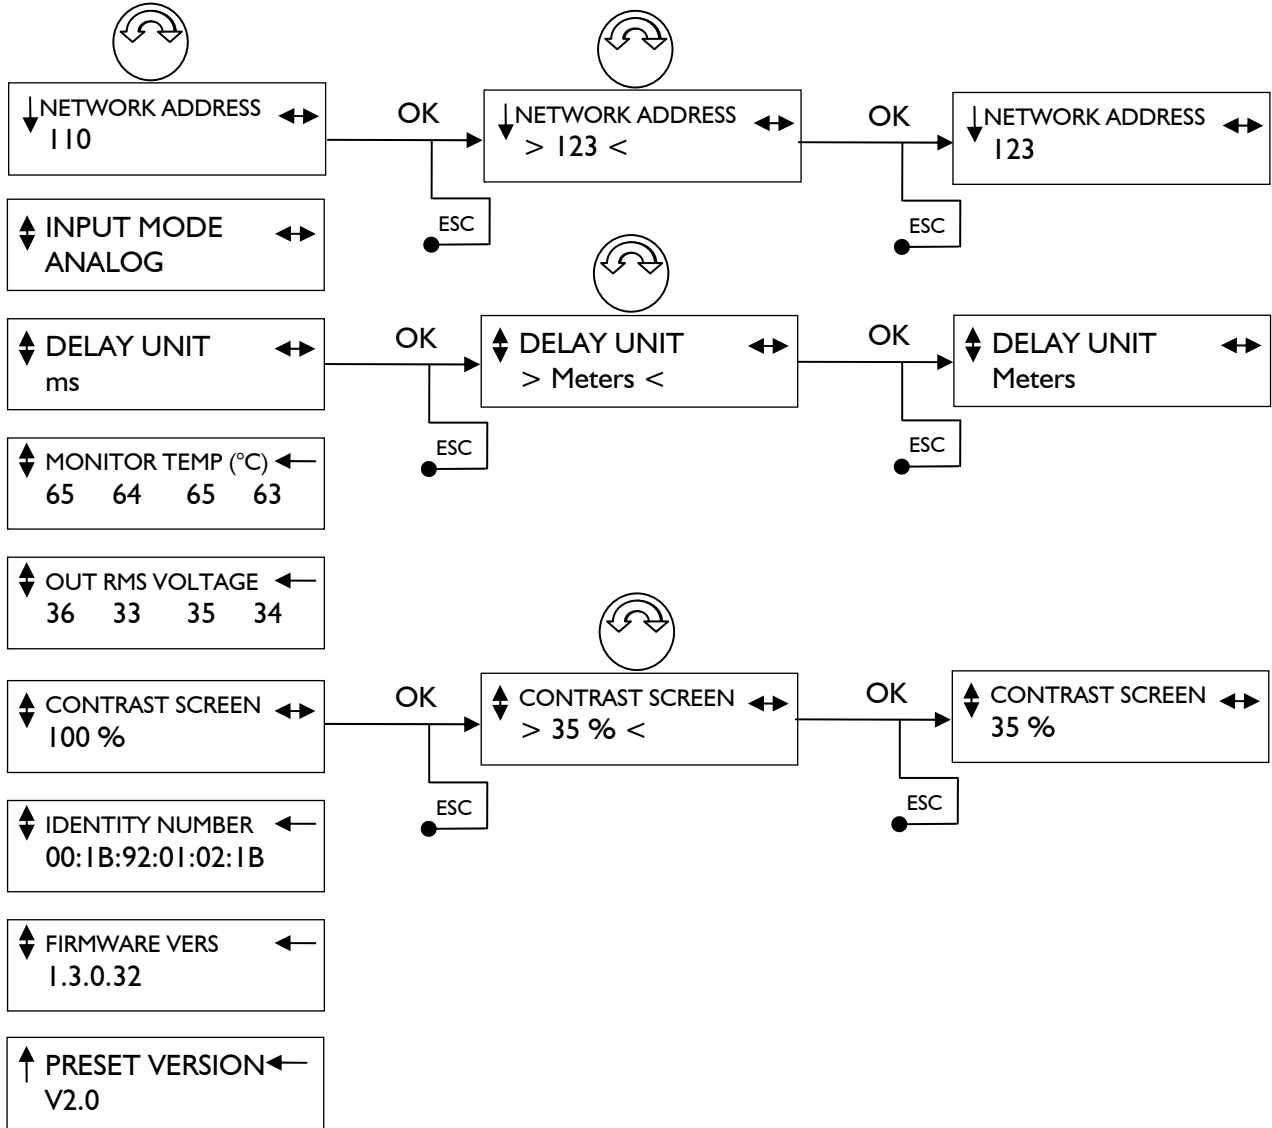 NETWORK ADDRESS
110
OK
ESC
NETWORK ADDRESS
> 123 <
OK
ESC
NETWORK ADDRESS
123
INPUT MODE
ANALOG
DELAY UNIT
ms
OK
ESC
DELAY UNIT
> Meters <
OK
ESC
DELAY UNIT
Meters
MONITOR TEMP (°C)
65 64 65 63
OUT RMS VOLTAGE
36 33 35 34
CONTRAST SCREEN
100 %
OK
ESC
CONTRAST SCREEN
> 35 % <
OK
ESC
CONTRAST SCREEN
35 %
IDENTITY NUMBER
00:1B:92:01:02:1B
FIRMWARE VERS
1.3.0.32
PRESET VERSION
V2.0